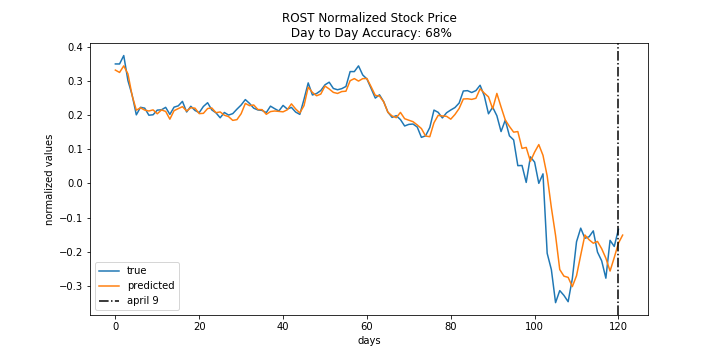 ROST Normalized Stock Price
Day to Day Accuracy: 68%
normalized values
0.4
0.3
0.2
0.1
0.0
−0.1
−0.2
−0.3
true
predicted
april 9
0
20
40
60
80
100
120
days